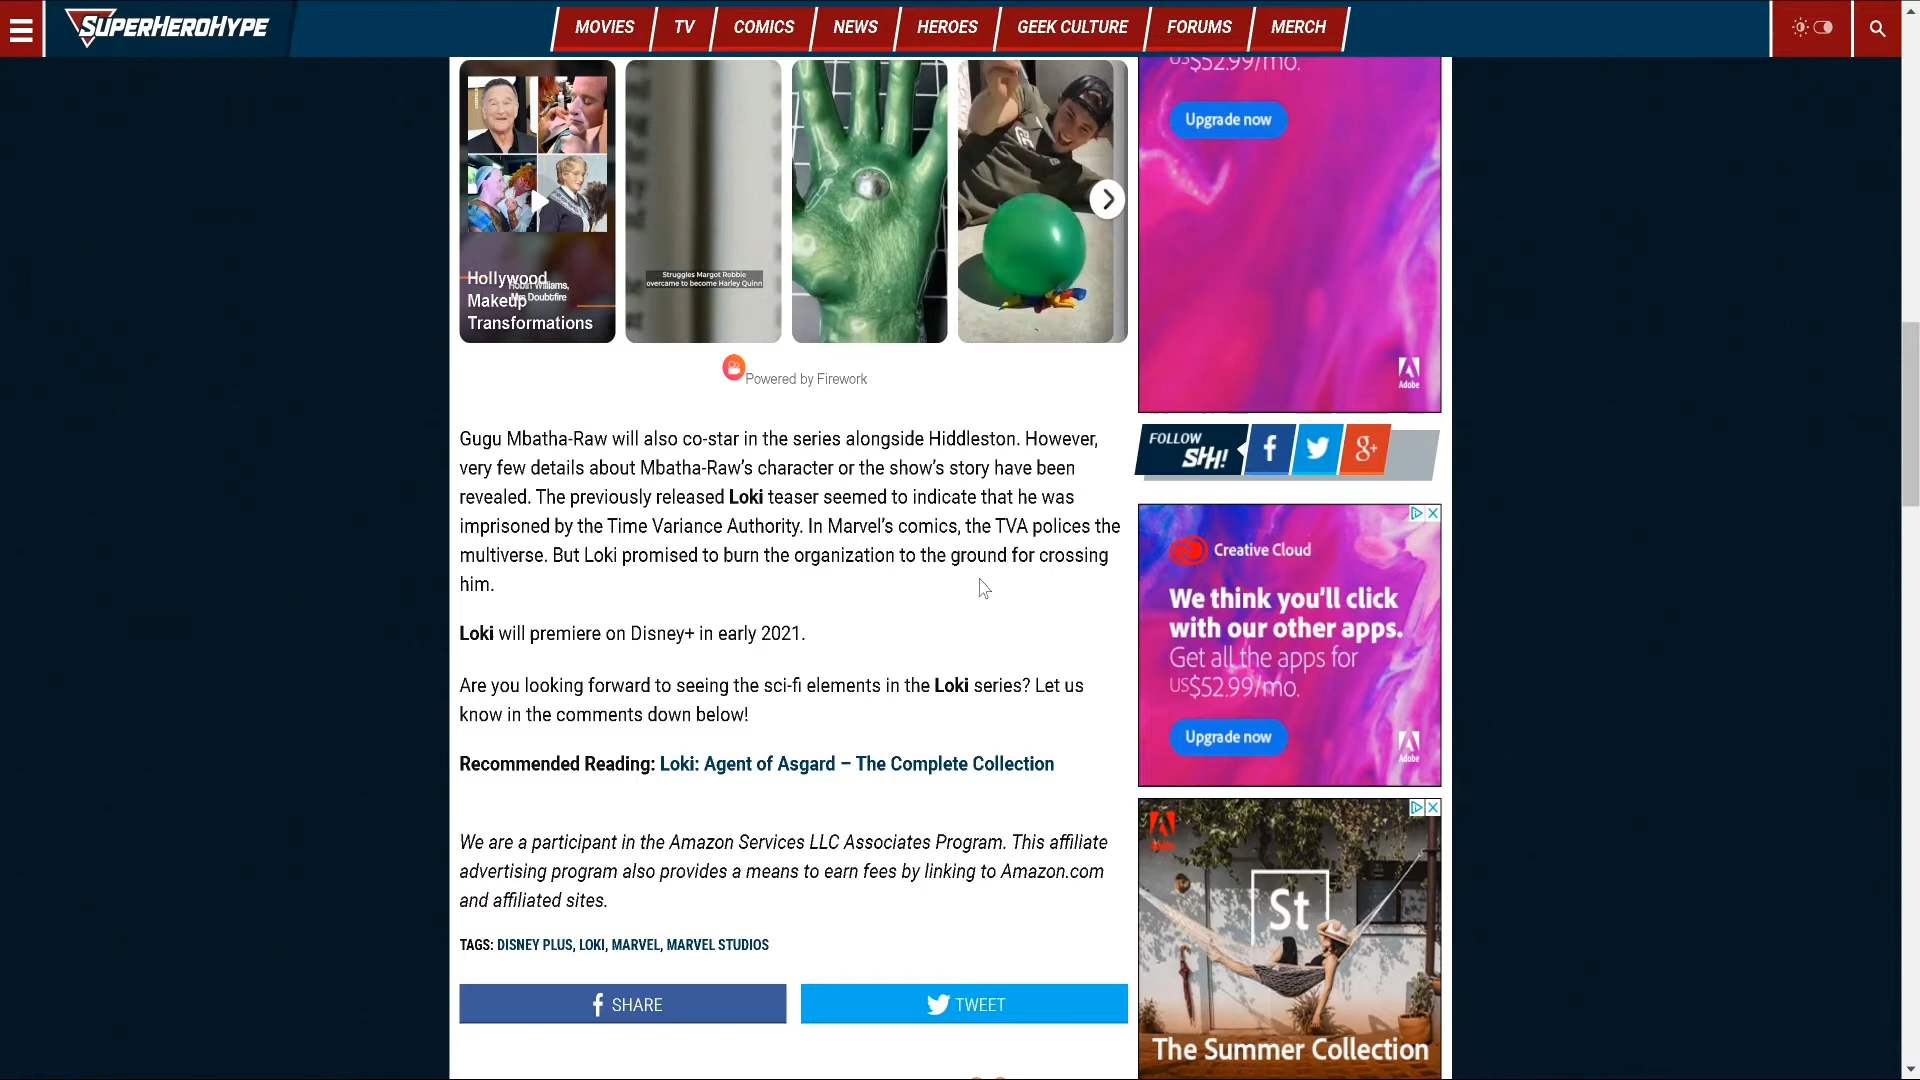 SUPERHEROHYPE
MOVIES
TV
COMICS
NEWS
HEROES
GEEK CULTURE
FORUMS
MERCH
Hollywood
Makeup
Transformations
Robin Williams,
Mrs Doubtfire
Struggles Margot Robbie
overcame to become Harley Quinn
Powered by Firework
Gugu Mbatha-Raw will also co-star in the series alongside Hiddleston. However,
very few details about Mbatha-Raw’s character or the show’s story have been
revealed. The previously released Loki teaser seemed to indicate that he was
imprisoned by the Time Variance Authority. In Marvel’s comics, the TVA polices the
multiverse. But Loki promised to burn the organization to the ground for crossing
him.
Loki will premiere on Disney+ in early 2021.
Are you looking forward to seeing the sci-fi elements in the Loki series? Let us
know in the comments down below!
Recommended Reading: Loki: Agent of Asgard – The Complete Collection
We are a participant in the Amazon Services LLC Associates Program. This affiliate
advertising program also provides a means to earn fees by linking to Amazon.com
and affiliated sites.
TAGS: DISNEY PLUS, LOKI, MARVEL, MARVEL STUDIOS
SHARE
TWEET
US$52.99/mo.
Upgrade now
Adobe
FOLLOW
SHH!
g+
Creative Cloud
We think you'll click
with our other apps.
Get all the apps for
US$52.99/mo.
Upgrade now
Adobe
Adobe
St
The Summer Collection